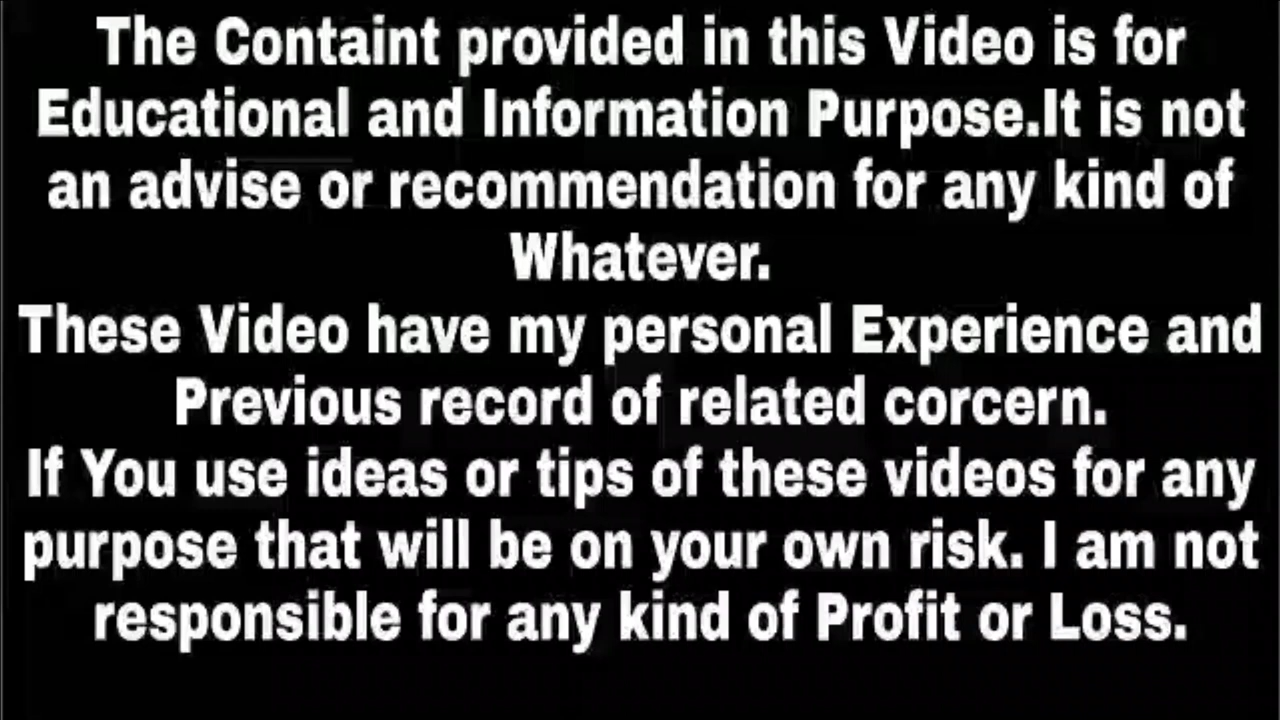 The Containt provided in this Video is for
Educational and Information Purpose.It is not
an advise or recommendation for any kind of
Whatever.
These Video have my personal Experience and
Previous record of related corcern.
If You use ideas or tips of these videos for any
purpose that will be on your own risk. I am not
responsible for any kind of Profit or Loss.